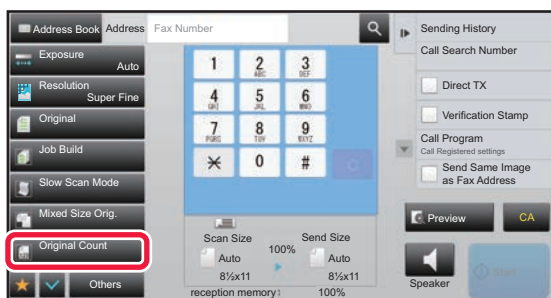 Address Book Address Fax Number
Exposure
Auto
Resolution
Super Fine
Original
Job Build
Slow Scan Mode
Mixed Size Orig.
Original Count
Others
1 2 3
ABC DEF
4 5 6
GHI JKL MNO
7 8 9
PQRS TUV WXYZ
0 #
C
Scan Size 100% Send Size
Auto Auto
8½x11 8½x11
reception memory: 100%
Sending History
Call Search Number
Direct TX
Verification Stamp
Call Program
Call Registered settings
Send Same Image
as Fax Address
Preview CA
Speaker Start